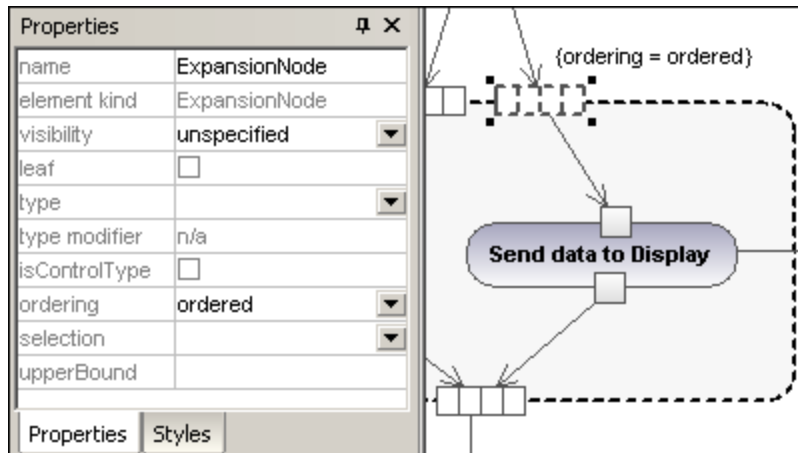 Properties
name ExpansionNode
element kind ExpansionNode
visibility unspecified
leaf
type
type modifier n/a
isControlType
ordering ordered
selection
upperBound
Properties Styles
{ordering = ordered}
Send data to Display